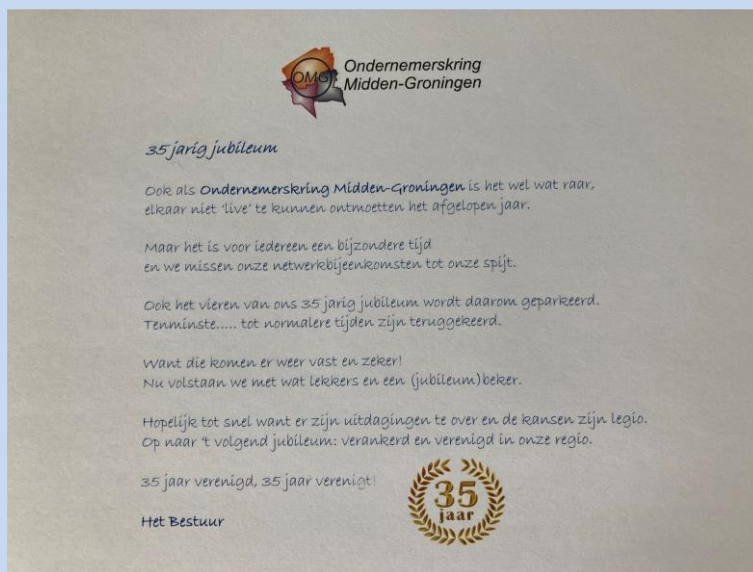 OMG Ondernemerskring
Midden-Groningen
35 jarig jubileum
Ook als Ondernemerskring Midden-Groningen is het wel wat raar,
elkaar niet 'live' te kunnen ontmoetten het afgelopen jaar.
Maar het is voor iedereen een bijzondere tijd
en we missen onze netwerkbijeenkomsten tot onze spijt.
Ook het vieren van ons 35 jarig jubileum wordt daarom geparkeerd.
Tenminste..... tot normalere tijden zijn teruggekeerd.
Want die komen er weer vast en zeker!
Nu volstaan we met wat lekkers en een (jubileum)beker.
Hopelijk tot snel want er zijn uitdagingen te over en de kansen zijn legio.
Op naar 't volgend jubileum: verankerd en verenigd in onze regio.
35 jaar verenigd, 35 jaar verenigt!
35
jaar
Het Bestuur